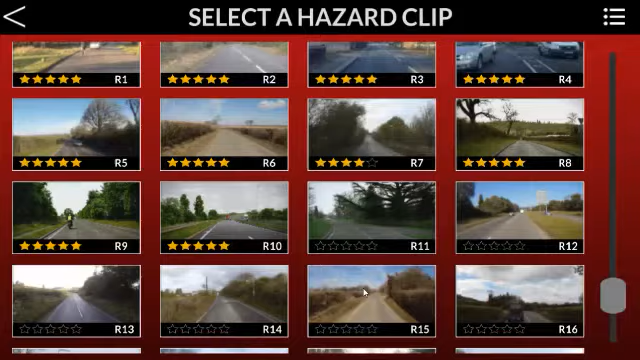 SELECT A HAZARD CLIP
R1 R2 R3 R4
R5 R6 R7 R8
R9 R10 R11 R12
R13 R14 R15 R16